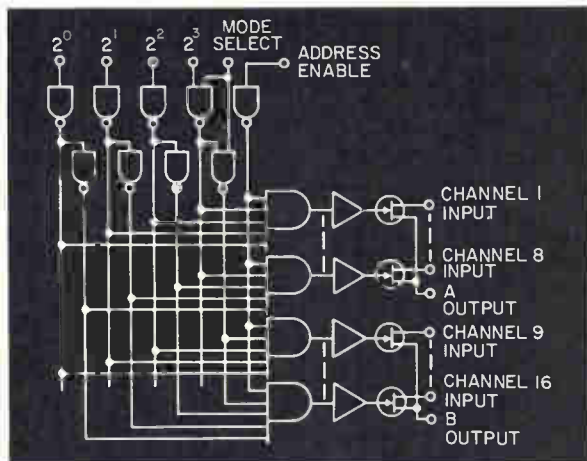 2⁰ 2¹ 2² 2³ MODE
SELECT
ADDRESS
ENABLE
CHANNEL 1
INPUT
CHANNEL 8
INPUT
A
OUTPUT
CHANNEL 9
INPUT
CHANNEL 16
INPUT
B
OUTPUT